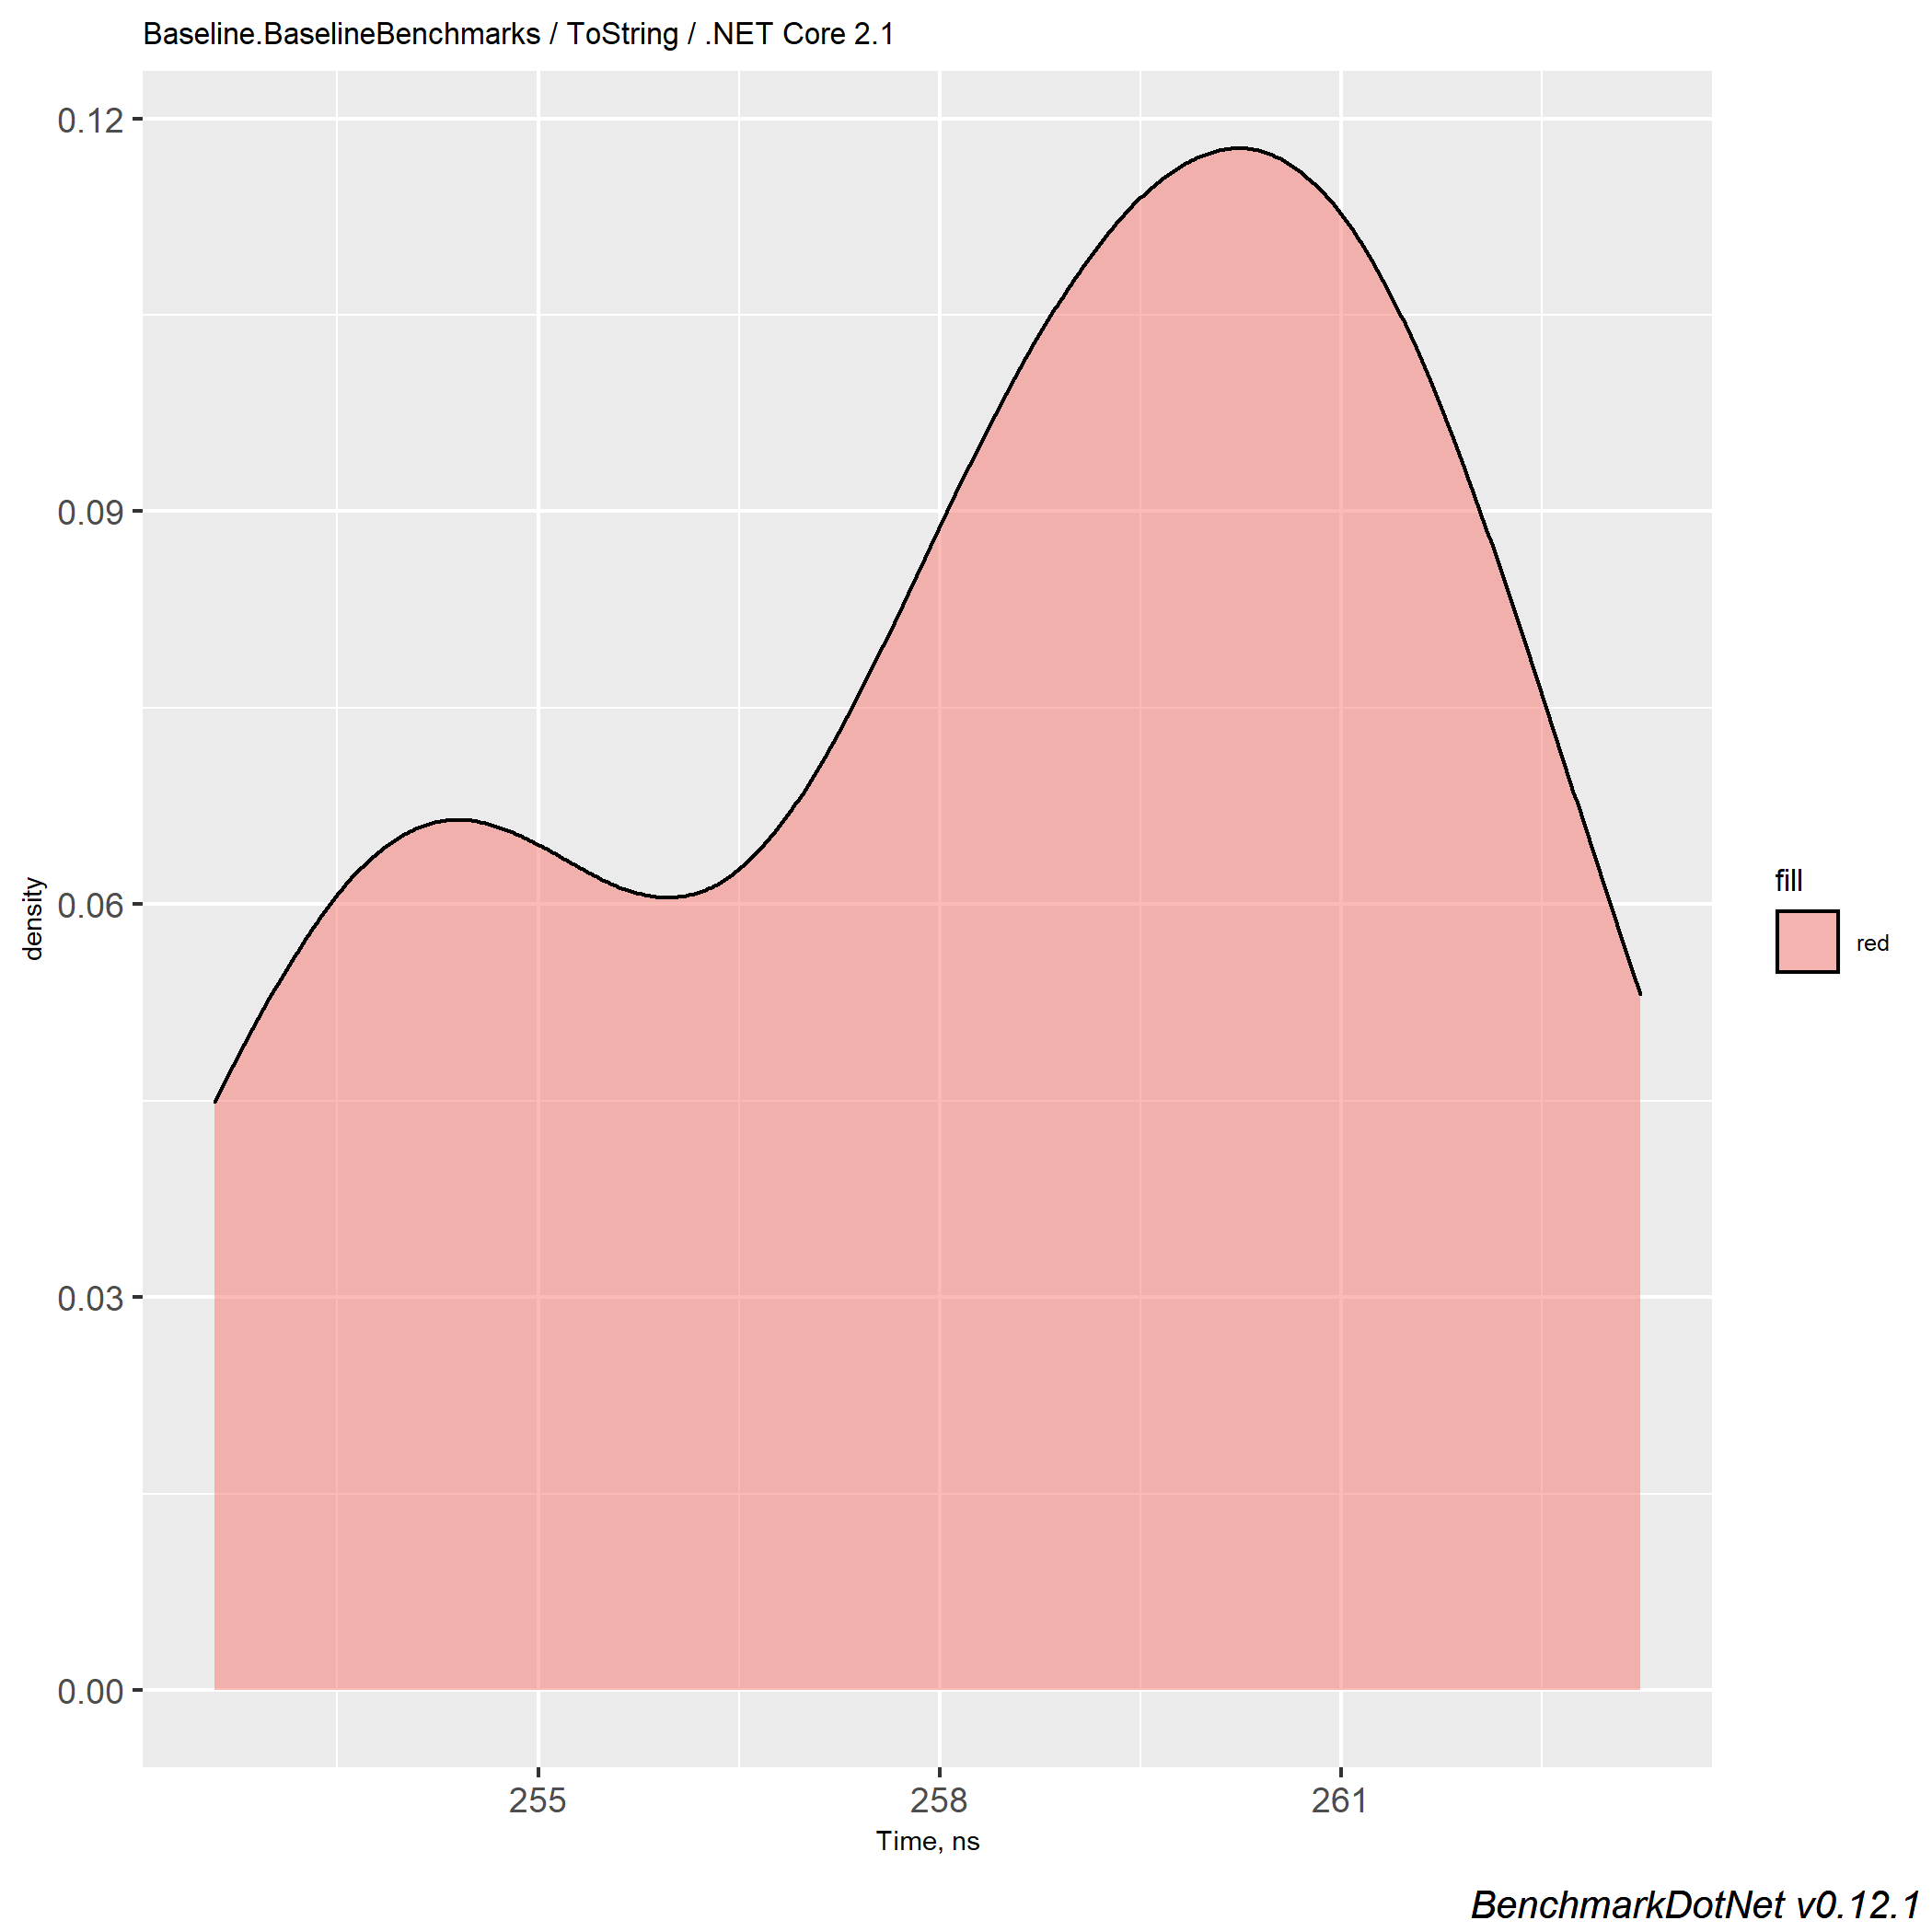 Baseline.BaselineBenchmarks / ToString / .NET Core 2.1
0.12
0.09
0.06
0.03
0.00
density
255 258 261
Time, ns
fill
red
BenchmarkDotNet v0.12.1